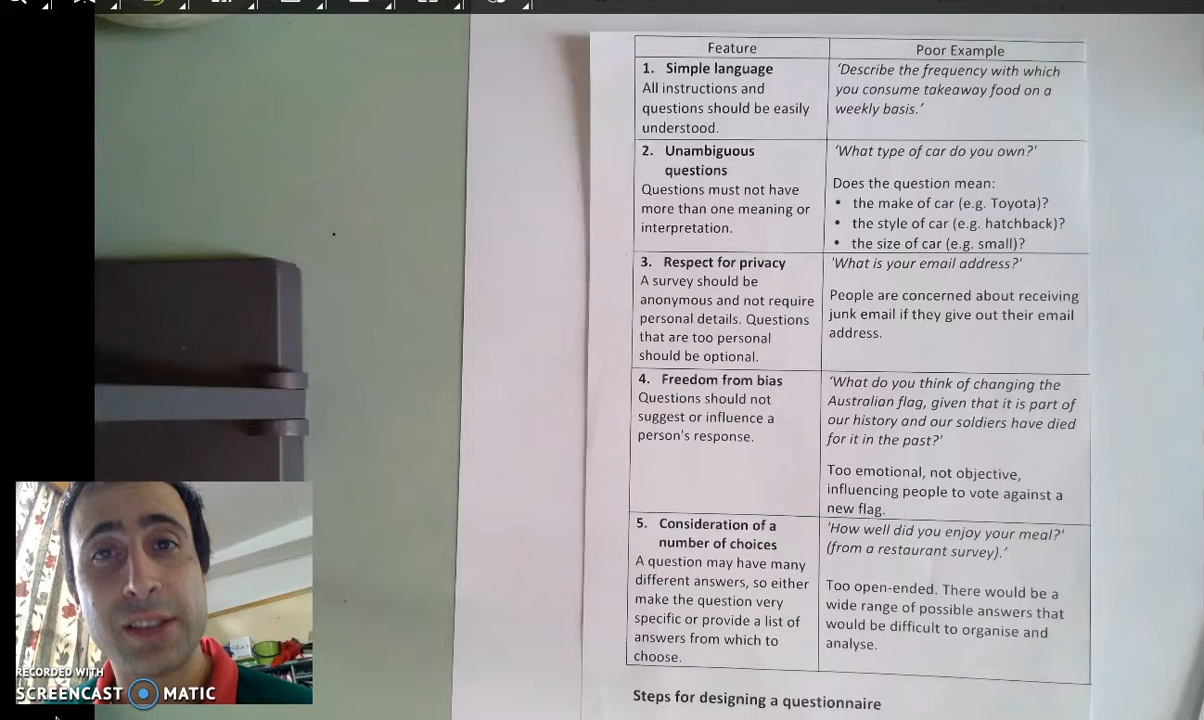 Feature
Poor Example
1. Simple language
All instructions and
questions should be easily
understood.
‘Describe the frequency with which
you consume takeaway food on a
weekly basis.’
2. Unambiguous
questions
Questions must not have
more than one meaning or
interpretation.
‘What type of car do you own?'
Does the question mean:
• the make of car (e.g. Toyota)?
• the style of car (e.g. hatchback)?
• the size of car (e.g. small)?
3. Respect for privacy
A survey should be
anonymous and not require
personal details. Questions
that are too personal
should be optional.
'What is your email address?'
People are concerned about receiving
junk email if they give out their email
address.
4. Freedom from bias
Questions should not
suggest or influence a
person's response.
‘What do you think of changing the
Australian flag, given that it is part of
our history and our soldiers have died
for it in the past?'
Too emotional, not objective,
influencing people to vote against a
new flag.
5. Consideration of a
number of choices
A question may have many
different answers, so either
make the question very
specific or provide a list of
answers from which to
choose.
'How well did you enjoy your meal?'
(from a restaurant survey).’
Too open-ended. There would be a
wide range of possible answers that
would be difficult to organise and
analyse.
Steps for designing a questionnaire
RECORDED WITH
SCREENCAST MATIC